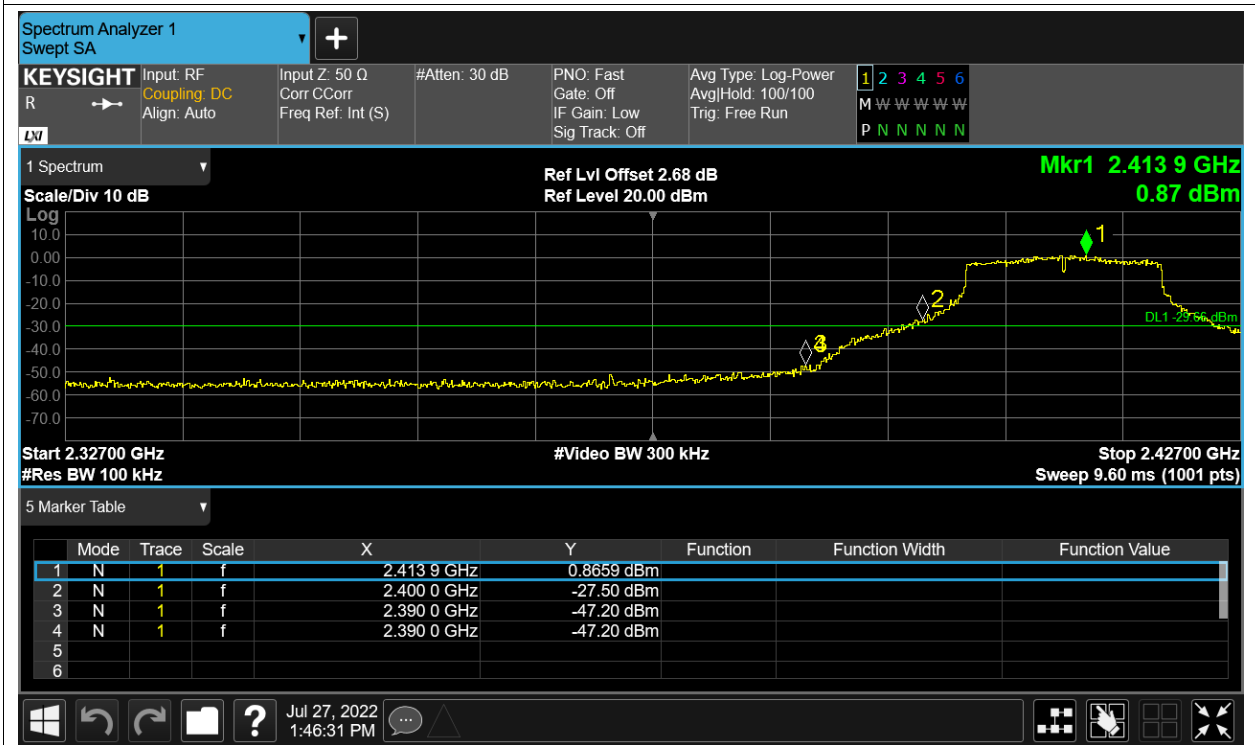 Spectrum Analyzer 1
Swept SA
+
KEYSIGHT Input: RF Input Z: 50 Ω #Atten: 30 dB PNO: Fast Avg Type: Log-Power 1 2 3 4 5 6
R Coupling: DC Corr CCorr Gate: Off Avg|Hold: 100/100 M W W W W W
Align: Auto Freq Ref: Int (S) IF Gain: Low Trig: Free Run
LXI Sig Track: Off P N N N N N
1 Spectrum Ref Lvl Offset 2.68 dB Mkr1 2.413 9 GHz
Scale/Div 10 dB Ref Level 20.00 dBm 0.87 dBm
Log
10.0 1
0.00
-10.0
-20.0 2
-30.0 DL1 -29.66 dBm
-40.0
-50.0
-60.0
-70.0
Start 2.32700 GHz #Video BW 300 kHz Stop 2.42700 GHz
#Res BW 100 kHz Sweep 9.60 ms (1001 pts)
5 Marker Table
Mode Trace Scale X Y Function Function Width Function Value
1 N 1 f 2.413 9 GHz 0.8659 dBm
2 N 1 f 2.400 0 GHz -27.50 dBm
3 N 1 f 2.390 0 GHz -47.20 dBm
4 N 1 f 2.390 0 GHz -47.20 dBm
5
6
? Jul 27, 2022
1:46:31 PM